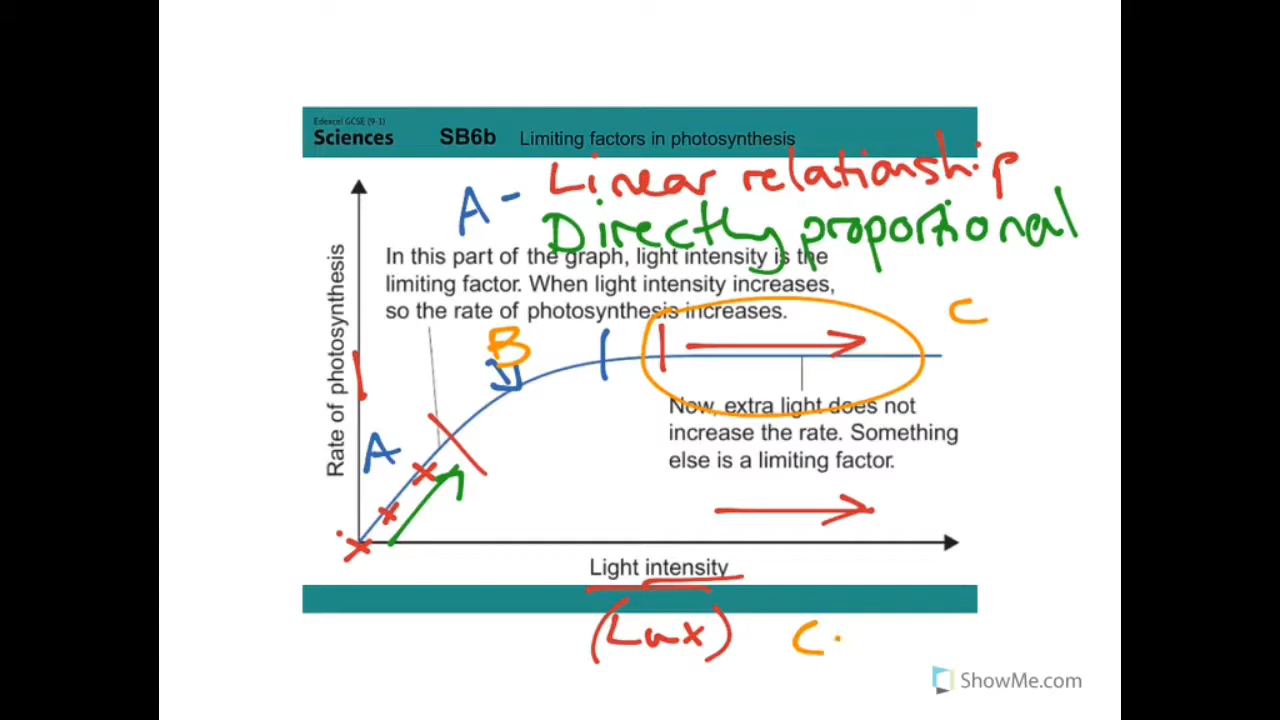 Edexcel GCSE (9-1)
Sciences SB6b Limiting factors in photosynthesis
A - Linear relationship
Directly proportional
In this part of the graph, light intensity is the
limiting factor. When light intensity increases,
so the rate of photosynthesis increases.
C
B
Rate of photosynthesis
A
Now, extra light does not
increase the rate. Something
else is a limiting factor.
Light intensity
(Lux)
C
ShowMe.com